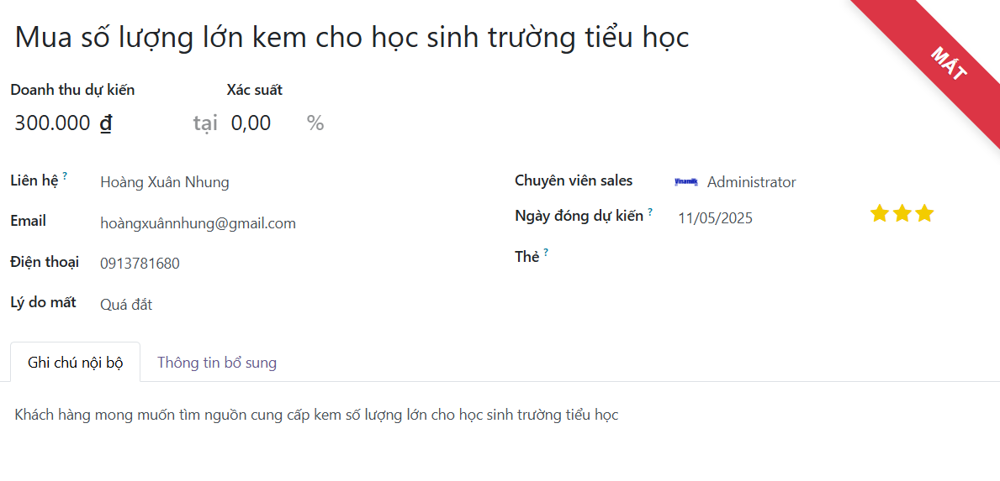 Mua số lượng lớn kem cho học sinh trường tiểu học
MẤT
Doanh thu dự kiến Xác suất
300.000 ₫ tại 0,00 %
Liên hệ ? Hoàng Xuân Nhung
Chuyên viên sales Vinamilk Administrator
Email hoàngxuânnhung@gmail.com
Ngày đóng dự kiến ? 11/05/2025
Điện thoại 0913781680
Thẻ ?
Lý do mất Quá đắt
Ghi chú nội bộ Thông tin bổ sung
Khách hàng mong muốn tìm nguồn cung cấp kem số lượng lớn cho học sinh trường tiểu học